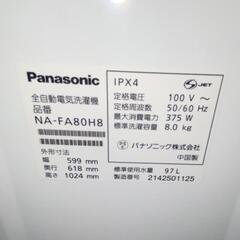 Panasonic
全自動電気洗濯機
品番
NA-FA80H8
外形寸法
幅 599 mm
奥行 618 mm
高さ 1024 mm
IPX4
S JET
定格電圧 100 V ～
定格周波数 50/60 Hz
最大消費電力 375 W
標準洗濯容量 8.0 kg
パナソニック株式会社
中国製
標準使用水量 97 L
製造番号 2142501125